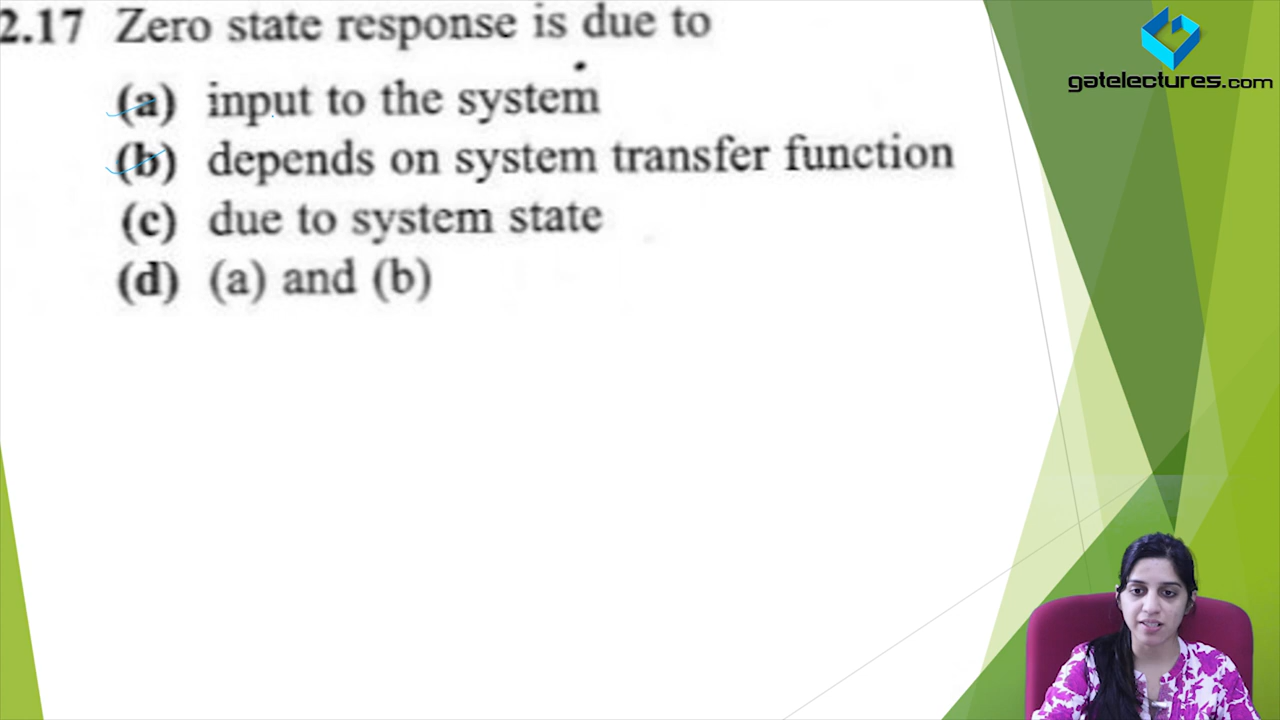 2.17 Zero state response is due to
(a) input to the system
(b) depends on system transfer function
(c) due to system state
(d) (a) and (b)
gatelectures.com